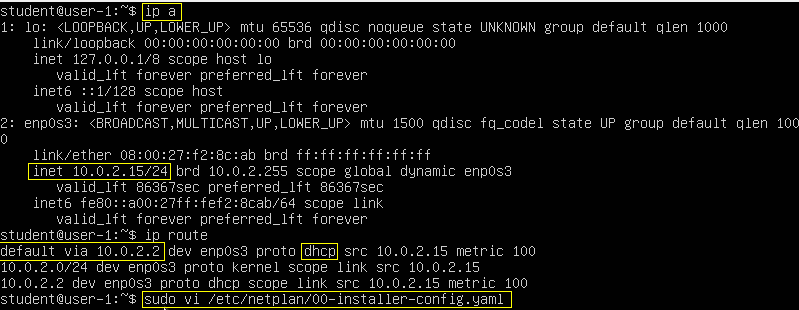 student@user-1:~$ ip a
1: lo: <LOOPBACK,UP,LOWER_UP> mtu 65536 qdisc noqueue state UNKNOWN group default qlen 1000
    link/loopback 00:00:00:00:00:00 brd 00:00:00:00:00:00
    inet 127.0.0.1/8 scope host lo
       valid_lft forever preferred_lft forever
    inet6 ::1/128 scope host
       valid_lft forever preferred_lft forever
2: enp0s3: <BROADCAST,MULTICAST,UP,LOWER_UP> mtu 1500 qdisc fq_codel state UP group default qlen 100
0
    link/ether 08:00:27:f2:8c:ab brd ff:ff:ff:ff:ff:ff
    inet 10.0.2.15/24 brd 10.0.2.255 scope global dynamic enp0s3
       valid_lft 86367sec preferred_lft 86367sec
    inet6 fe80::a00:27ff:fef2:8cab/64 scope link
       valid_lft forever preferred_lft forever
student@user-1:~$ ip route
default via 10.0.2.2 dev enp0s3 proto dhcp src 10.0.2.15 metric 100
10.0.2.0/24 dev enp0s3 proto kernel scope link src 10.0.2.15
10.0.2.2 dev enp0s3 proto dhcp scope link src 10.0.2.15 metric 100
student@user-1:~$ sudo vi /etc/netplan/00-installer-config.yaml